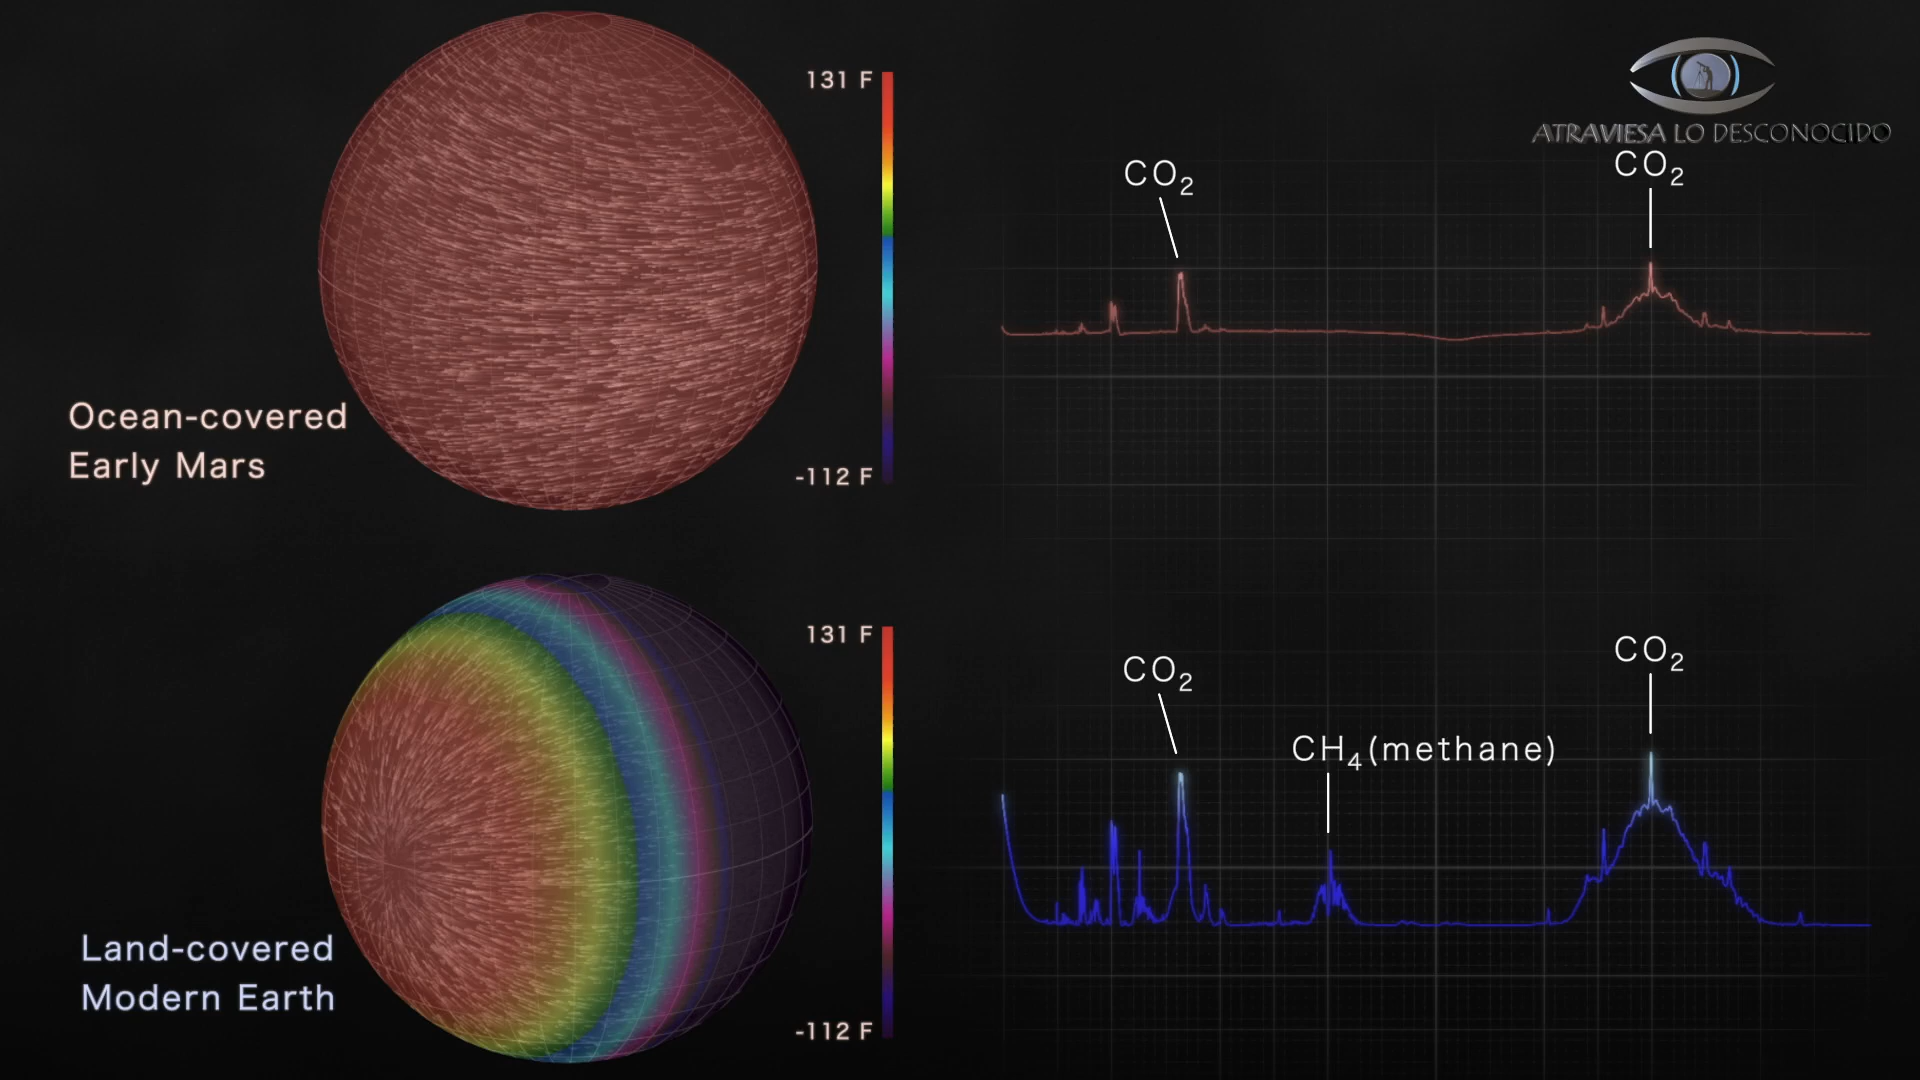 ATRAVIESA LO DESCONOCIDO
131 F
CO₂
CO₂
Ocean-covered
Early Mars
-112 F
131 F
CO₂
CO₂
CH₄(methane)
Land-covered
Modern Earth
-112 F